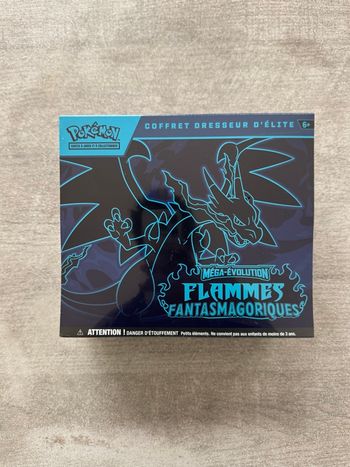 POKÉMON
CARTES À JOUER ET À COLLECTIONNER
COFFRET DRESSEUR D'ÉLITE
6+
MÉGA-ÉVOLUTION
FLAMMES
FANTASMAGORIQUES
ATTENTION ! DANGER D'ÉTOUFFEMENT Petits éléments. Ne convient pas aux enfants de moins de 3 ans.